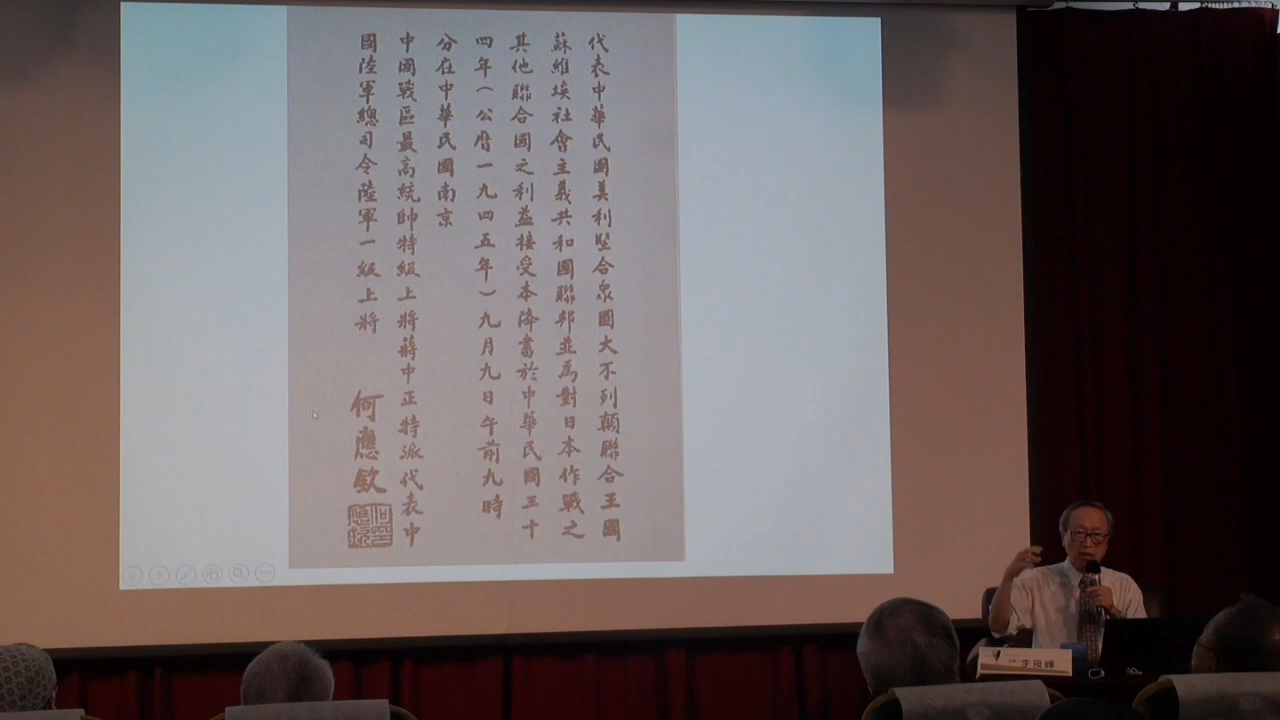 代表中華民國美利堅合衆國大不列顛聯合王國
蘇維埃社會主義共和國聯邦並為對日本作戰之
其他聯合國之利益接受本降書於中華民國三十
四年（公曆一九四五年）九月九日午前九時
分在中華民國南京
中國戰區最高統帥特級上將蔣中正特派代表中
國陸軍總司令陸軍一級上將
何應欽